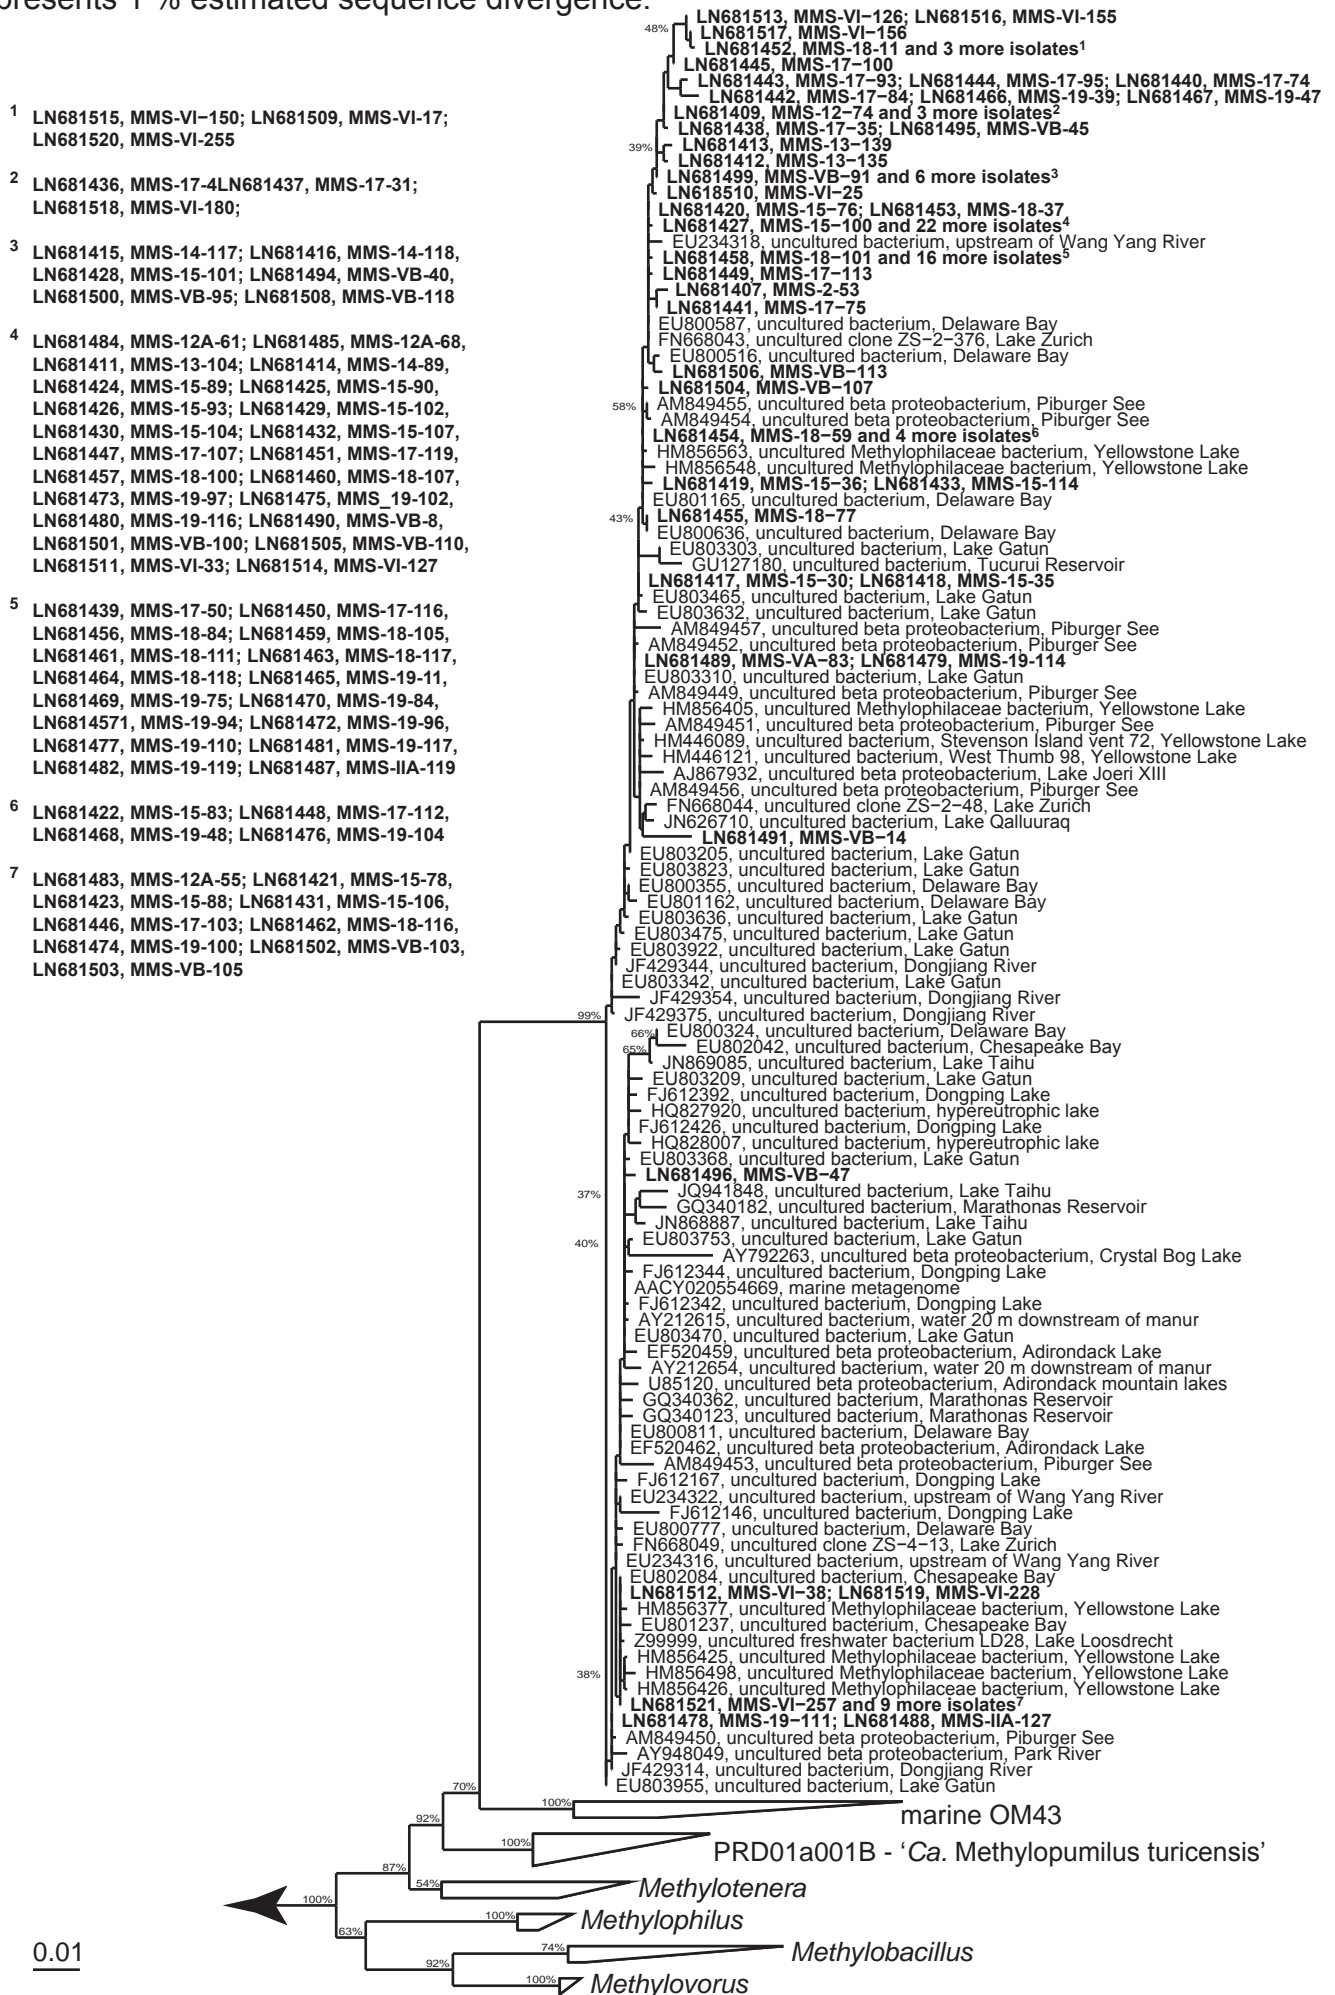 presents 1 % estimated sequence divergence.
1 LN681515, MMS-VI−150; LN681509, MMS-VI-17;
LN681520, MMS-VI-255
2 LN681436, MMS-17-4LN681437, MMS-17-31;
LN681518, MMS-VI-180;
3 LN681415, MMS-14-117; LN681416, MMS-14-118,
LN681428, MMS-15-101; LN681494, MMS-VB-40,
LN681500, MMS-VB-95; LN681508, MMS-VB-118
4 LN681484, MMS-12A-61; LN681485, MMS-12A-68,
LN681411, MMS-13-104; LN681414, MMS-14-89,
LN681424, MMS-15-89; LN681425, MMS-15-90,
LN681426, MMS-15-93; LN681429, MMS-15-102,
LN681430, MMS-15-104; LN681432, MMS-15-107,
LN681447, MMS-17-107; LN681451, MMS-17-119,
LN681457, MMS-18-100; LN681460, MMS-18-107,
LN681473, MMS-19-97; LN681475, MMS_19-102,
LN681480, MMS-19-116; LN681490, MMS-VB-8,
LN681501, MMS-VB-100; LN681505, MMS-VB-110,
LN681511, MMS-VI-33; LN681514, MMS-VI-127
5 LN681439, MMS-17-50; LN681450, MMS-17-116,
LN681456, MMS-18-84; LN681459, MMS-18-105,
LN681461, MMS-18-111; LN681463, MMS-18-117,
LN681464, MMS-18-118; LN681465, MMS-19-11,
LN681469, MMS-19-75; LN681470, MMS-19-84,
LN6814571, MMS-19-94; LN681472, MMS-19-96,
LN681477, MMS-19-110; LN681481, MMS-19-117,
LN681482, MMS-19-119; LN681487, MMS-IIA-119
6 LN681422, MMS-15-83; LN681448, MMS-17-112,
LN681468, MMS-19-48; LN681476, MMS-19-104
7 LN681483, MMS-12A-55; LN681421, MMS-15-78,
LN681423, MMS-15-88; LN681431, MMS-15-106,
LN681446, MMS-17-103; LN681462, MMS-18-116,
LN681474, MMS-19-100; LN681502, MMS-VB-103,
LN681503, MMS-VB-105
LN681513, MMS-VI−126; LN681516, MMS-VI-155
48%
LN681517, MMS-VI−156
LN681452, MMS-18-11 and 3 more isolates1
LN681445, MMS-17−100
LN681443, MMS-17−93; LN681444, MMS-17-95; LN681440, MMS-17-74
LN681442, MMS-17−84; LN681466, MMS-19-39; LN681467, MMS-19-47
LN681409, MMS-12−74 and 3 more isolates2
LN681438, MMS-17−35; LN681495, MMS-VB-45
39%
LN681413, MMS-13−139
LN681412, MMS-13−135
LN681499, MMS-VB−91 and 6 more isolates3
LN618510, MMS-VI−25
LN681420, MMS-15−76; LN681453, MMS-18-37
LN681427, MMS-15−100 and 22 more isolates4
EU234318, uncultured bacterium, upstream of Wang Yang River
LN681458, MMS-18−101 and 16 more isolates5
LN681449, MMS-17−113
LN681407, MMS-2-53
LN681441, MMS-17−75
EU800587, uncultured bacterium, Delaware Bay
FN668043, uncultured clone ZS−2−376, Lake Zurich
EU800516, uncultured bacterium, Delaware Bay
LN681506, MMS-VB−113
LN681504, MMS-VB−107
58%
AM849455, uncultured beta proteobacterium, Piburger See
AM849454, uncultured beta proteobacterium, Piburger See
LN681454, MMS-18−59 and 4 more isolates6
HM856563, uncultured Methylophilaceae bacterium, Yellowstone Lake
HM856548, uncultured Methylophilaceae bacterium, Yellowstone Lake
LN681419, MMS-15−36; LN681433, MMS-15-114
EU801165, uncultured bacterium, Delaware Bay
43%
LN681455, MMS-18−77
EU800636, uncultured bacterium, Delaware Bay
EU803303, uncultured bacterium, Lake Gatun
GU127180, uncultured bacterium, Tucurui Reservoir
LN681417, MMS-15−30; LN681418, MMS-15-35
EU803465, uncultured bacterium, Lake Gatun
EU803632, uncultured bacterium, Lake Gatun
AM849457, uncultured beta proteobacterium, Piburger See
AM849452, uncultured beta proteobacterium, Piburger See
LN681489, MMS-VA−83; LN681479, MMS-19-114
EU803310, uncultured bacterium, Lake Gatun
AM849449, uncultured beta proteobacterium, Piburger See
HM856405, uncultured Methylophilaceae bacterium, Yellowstone Lake
AM849451, uncultured beta proteobacterium, Piburger See
HM446089, uncultured bacterium, Stevenson Island vent 72, Yellowstone Lake
HM446121, uncultured bacterium, West Thumb 98, Yellowstone Lake
AJ867932, uncultured beta proteobacterium, Lake Joeri XIII
AM849456, uncultured beta proteobacterium, Piburger See
FN668044, uncultured clone ZS−2−48, Lake Zurich
JN626710, uncultured bacterium, Lake Qalluuraq
LN681491, MMS-VB−14
EU803205, uncultured bacterium, Lake Gatun
EU803823, uncultured bacterium, Lake Gatun
EU800355, uncultured bacterium, Delaware Bay
EU801162, uncultured bacterium, Delaware Bay
EU803636, uncultured bacterium, Lake Gatun
EU803475, uncultured bacterium, Lake Gatun
EU803922, uncultured bacterium, Lake Gatun
JF429344, uncultured bacterium, Dongjiang River
EU803342, uncultured bacterium, Lake Gatun
JF429354, uncultured bacterium, Dongjiang River
99%
JF429375, uncultured bacterium, Dongjiang River
66%
EU800324, uncultured bacterium, Delaware Bay
65%
EU802042, uncultured bacterium, Chesapeake Bay
JN869085, uncultured bacterium, Lake Taihu
EU803209, uncultured bacterium, Lake Gatun
FJ612392, uncultured bacterium, Dongping Lake
HQ827920, uncultured bacterium, hypereutrophic lake
FJ612426, uncultured bacterium, Dongping Lake
HQ828007, uncultured bacterium, hypereutrophic lake
EU803368, uncultured bacterium, Lake Gatun
LN681496, MMS-VB−47
37%
JQ941848, uncultured bacterium, Lake Taihu
GQ340182, uncultured bacterium, Marathonas Reservoir
JN868887, uncultured bacterium, Lake Taihu
EU803753, uncultured bacterium, Lake Gatun
40%
AY792263, uncultured beta proteobacterium, Crystal Bog Lake
FJ612344, uncultured bacterium, Dongping Lake
AACY020554669, marine metagenome
FJ612342, uncultured bacterium, Dongping Lake
AY212615, uncultured bacterium, water 20 m downstream of manur
EU803470, uncultured bacterium, Lake Gatun
EF520459, uncultured beta proteobacterium, Adirondack Lake
AY212654, uncultured bacterium, water 20 m downstream of manur
U85120, uncultured beta proteobacterium, Adirondack mountain lakes
GQ340362, uncultured bacterium, Marathonas Reservoir
GQ340123, uncultured bacterium, Marathonas Reservoir
EU800811, uncultured bacterium, Delaware Bay
EF520462, uncultured beta proteobacterium, Adirondack Lake
AM849453, uncultured beta proteobacterium, Piburger See
FJ612167, uncultured bacterium, Dongping Lake
EU234322, uncultured bacterium, upstream of Wang Yang River
FJ612146, uncultured bacterium, Dongping Lake
EU800777, uncultured bacterium, Delaware Bay
FN668049, uncultured clone ZS−4−13, Lake Zurich
EU234316, uncultured bacterium, upstream of Wang Yang River
EU802084, uncultured bacterium, Chesapeake Bay
LN681512, MMS-VI−38; LN681519, MMS-VI-228
HM856377, uncultured Methylophilaceae bacterium, Yellowstone Lake
EU801237, uncultured bacterium, Chesapeake Bay
Z99999, uncultured freshwater bacterium LD28, Lake Loosdrecht
HM856425, uncultured Methylophilaceae bacterium, Yellowstone Lake
38%
HM856498, uncultured Methylophilaceae bacterium, Yellowstone Lake
HM856426, uncultured Methylophilaceae bacterium, Yellowstone Lake
LN681521, MMS-VI−257 and 9 more isolates7
LN681478, MMS-19−111; LN681488, MMS-IIA-127
AM849450, uncultured beta proteobacterium, Piburger See
AY948049, uncultured beta proteobacterium, Park River
JF429314, uncultured bacterium, Dongjiang River
EU803955, uncultured bacterium, Lake Gatun
70%
100%
marine OM43
92%
100%
PRD01a001B - ‘Ca. Methylopumilus turicensis’
87%
54%
Methylotenera
100%
100%
Methylophilus
63%
74%
Methylobacillus
92%
100%
Methylovorus
0.01